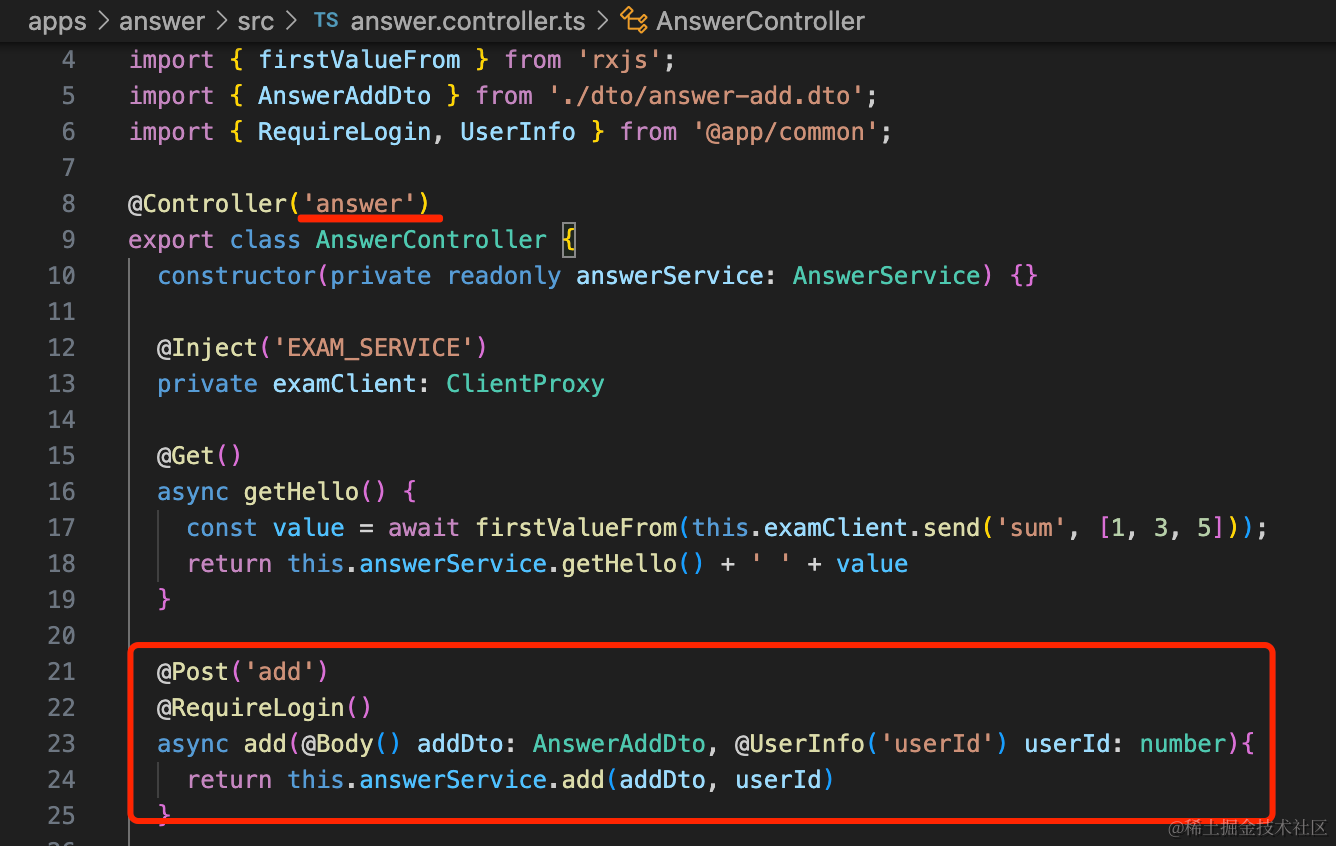 apps > answer > src > TS answer.controller.ts > AnswerController
4 import { firstValueFrom } from 'rxjs';
5 import { AnswerAddDto } from './dto/answer-add.dto';
6 import { RequireLogin, UserInfo } from '@app/common';
7
8 @Controller('answer')
9 export class AnswerController {
10 constructor(private readonly answerService: AnswerService) {}
11
12 @Inject('EXAM_SERVICE')
13 private examClient: ClientProxy
14
15 @Get()
16 async getHello() {
17 const value = await firstValueFrom(this.examClient.send('sum', [1, 3, 5]));
18 return this.answerService.getHello() + ' ' + value
19 }
20
21 @Post('add')
22 @RequireLogin()
23 async add(@Body() addDto: AnswerAddDto, @UserInfo('userId') userId: number){
24 return this.answerService.add(addDto, userId)
25 }
@稀土掘金技术社区